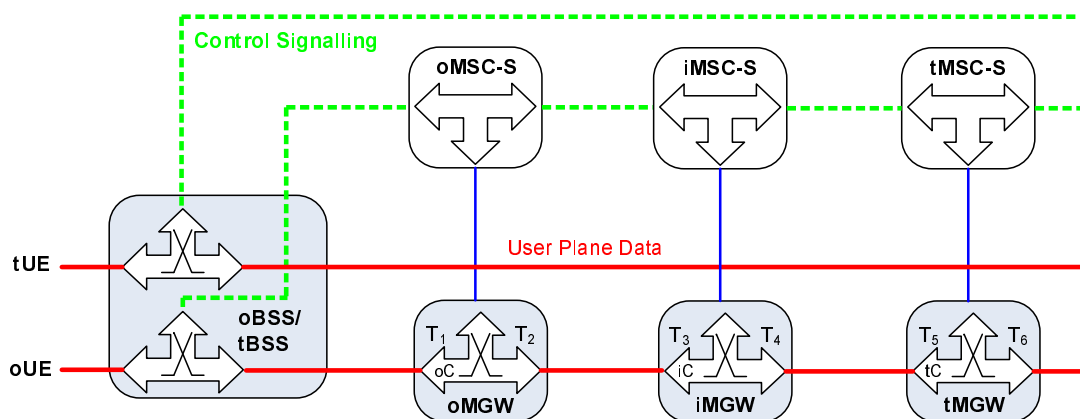 Control Signalling
oMSC-S
iMSC-S
tMSC-S
tUE
User Plane Data
oBSS/
tBSS
oUE
T1
T2
oC
oMGW
T3
T4
iC
iMGW
T5
T6
tC
tMGW